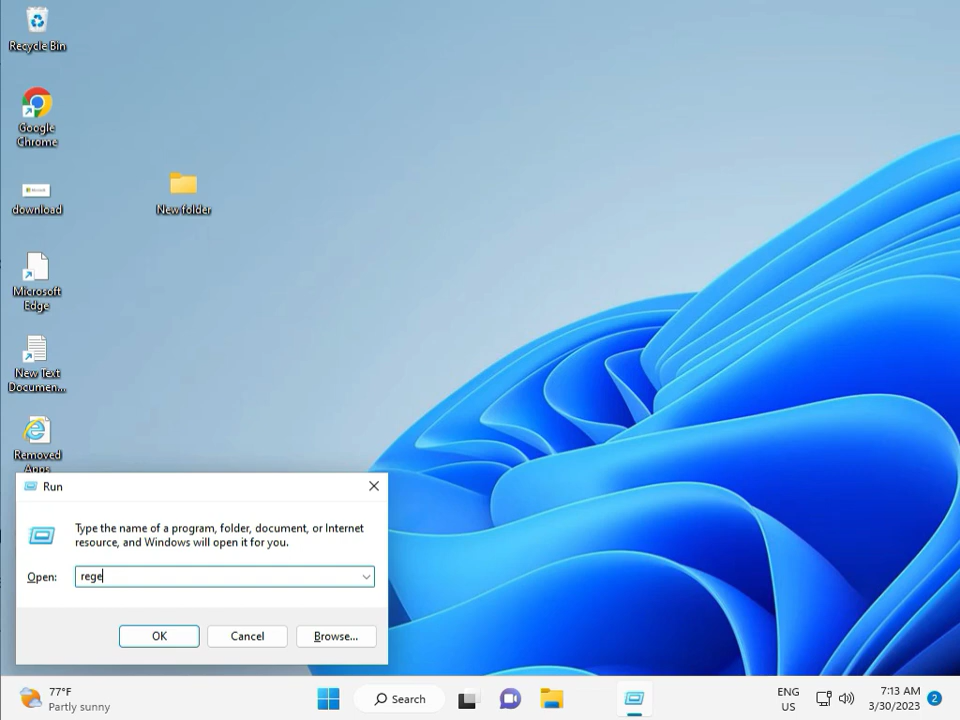 Recycle Bin
Google
Chrome
download
New folder
Microsoft
Edge
New Text
Documen...
Removed
Apps
Run
Type the name of a program, folder, document, or Internet
resource, and Windows will open it for you.
Open:
rege
OK
Cancel
Browse...
77°F
Partly sunny
Search
ENG
US
7:13 AM
3/30/2023
2